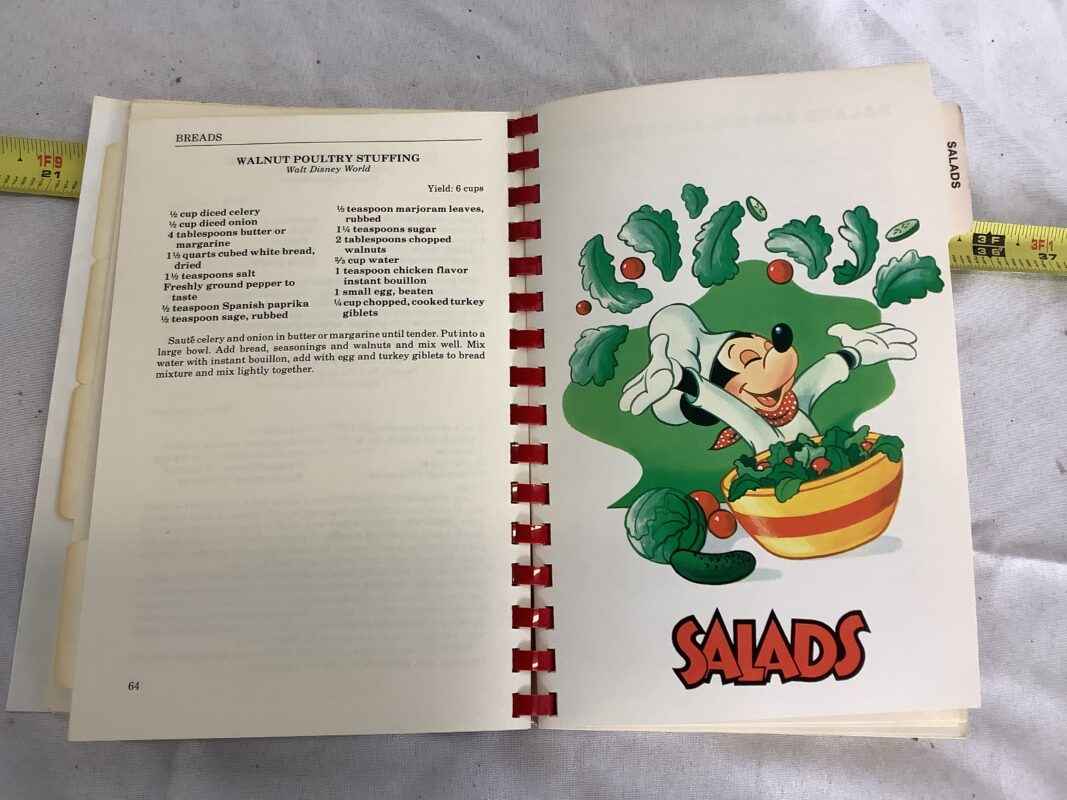 BREADS
WALNUT POULTRY STUFFING
Walt Disney World
Yield: 6 cups
½ cup diced celery
½ cup diced onion
4 tablespoons butter or
margarine
1½ quarts cubed white bread,
dried
1½ teaspoons salt
Freshly ground pepper to
taste
½ teaspoon Spanish paprika
½ teaspoon sage, rubbed
½ teaspoon marjoram leaves,
rubbed
1¼ teaspoons sugar
2 tablespoons chopped
walnuts
⅔ cup water
1 teaspoon chicken flavor
instant bouillon
1 small egg, beaten
¼ cup chopped, cooked turkey
giblets
Sauté celery and onion in butter or margarine until tender. Put into a
large bowl. Add bread, seasonings and walnuts and mix well. Mix
water with instant bouillon, add with egg and turkey giblets to bread
mixture and mix lightly together.
64
SALADS
SALADS
1F9
21
3F
36
3F1
37